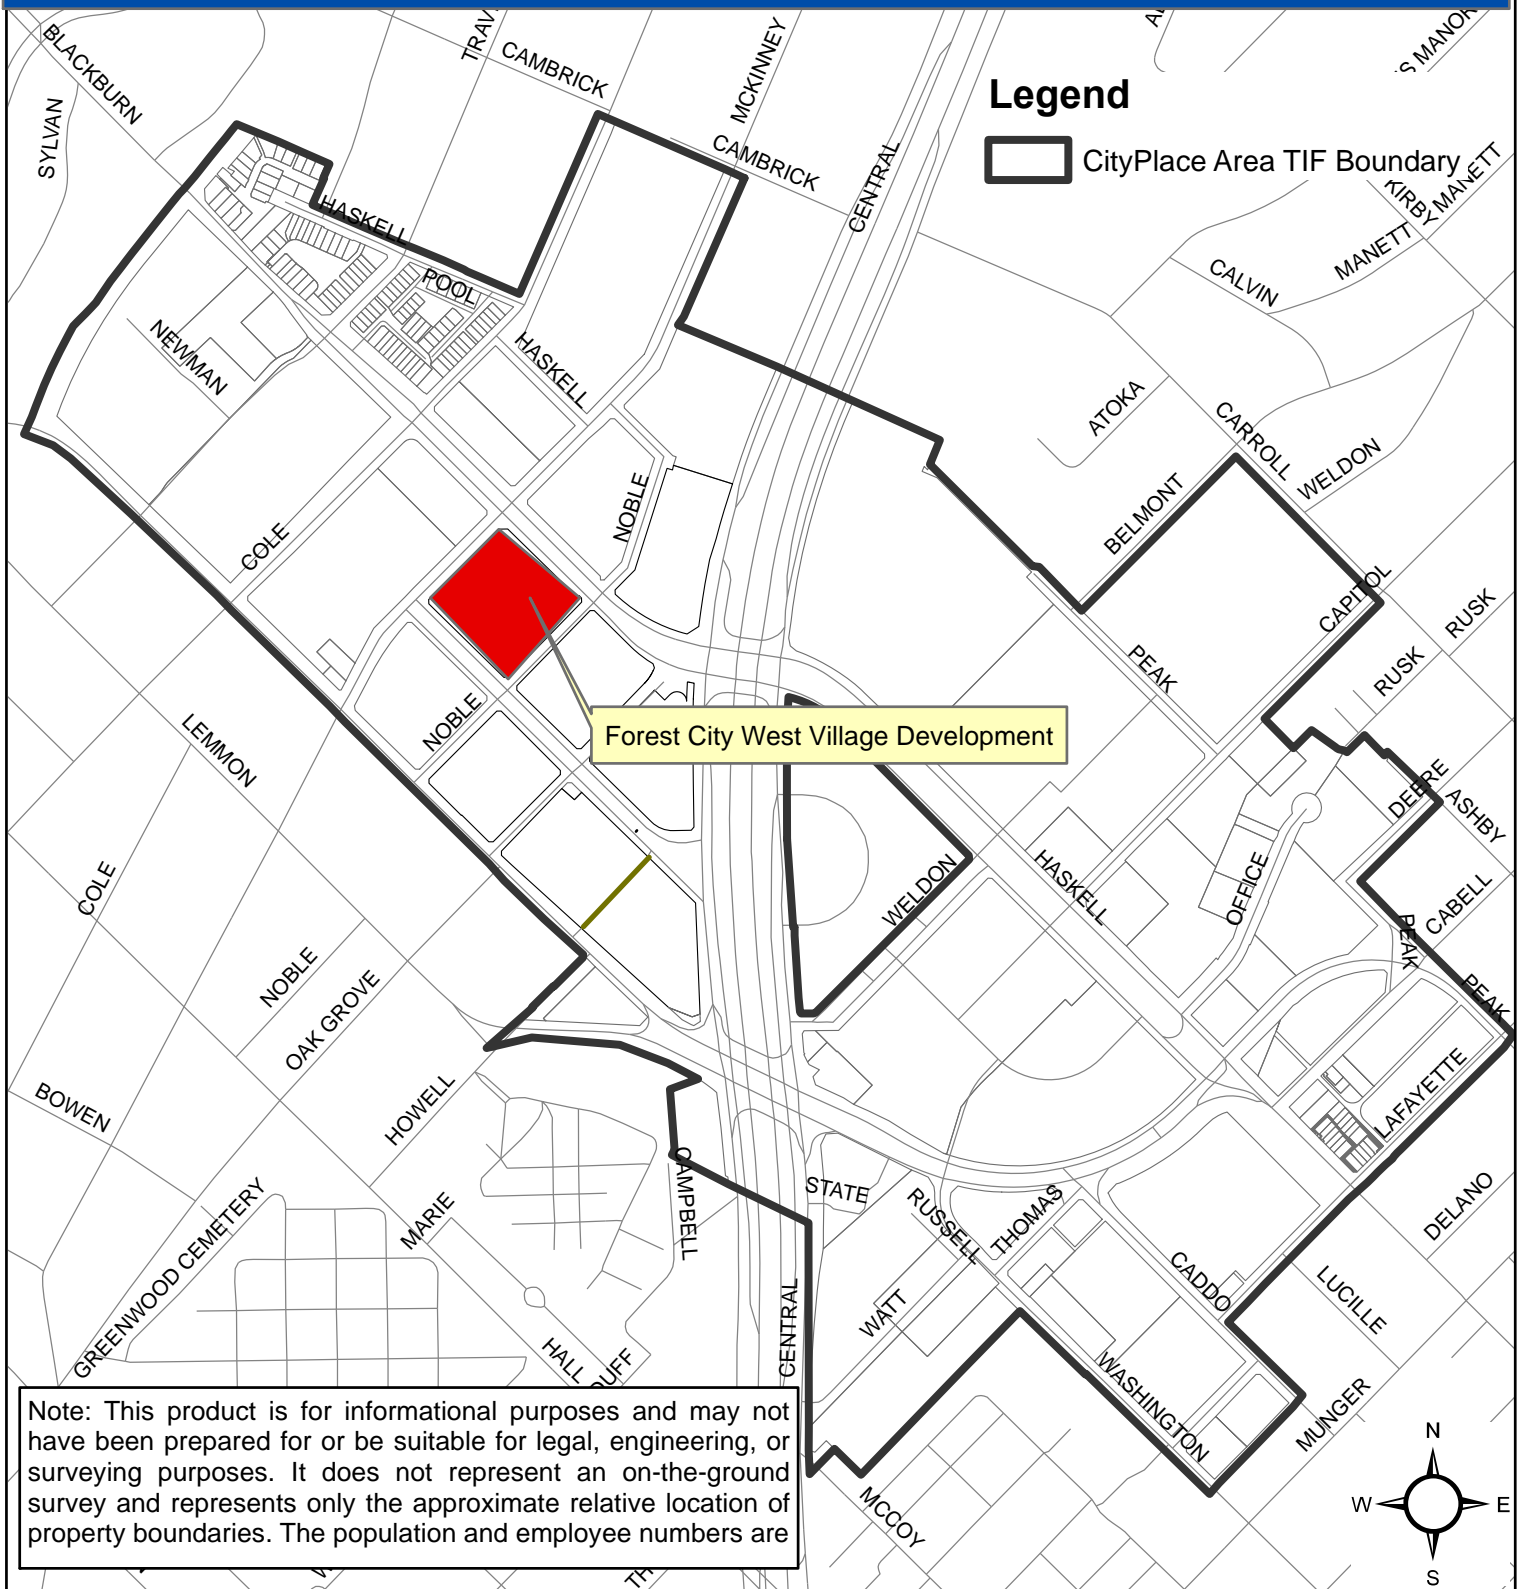 BLACKBURN
SYLVAN
CAMBRICK
MCKINNEY
CAMBRICK
CENTRAL
Legend
CityPlace Area TIF Boundary
S MANOR
KIRBY
MANETT
MANETT
CALVIN
HASKELL
POOL
NEWMAN
HASKELL
ATOKA
CARROLL
WELDON
BELMONT
NOBLE
COLE
CAPITOL
RUSK
RUSK
PEAK
NOBLE
Forest City West Village Development
LEMMON
DEERE
ASHBY
COLE
WELDON
HASKELL
OFFICE
CABELL
PEAK
PEAK
NOBLE
OAK GROVE
BOWEN
HOWELL
LAFAYETTE
CAMPBELL
STATE
RUSSELL
THOMAS
DELANO
MARIE
GREENWOOD CEMETERY
CADDO
LUCILLE
WATT
CENTRAL
HALL
WASHINGTON
MUNGER
MCCOY
Note: This product is for informational purposes and may not
have been prepared for or be suitable for legal, engineering, or
surveying purposes. It does not represent an on-the-ground
survey and represents only the approximate relative location of
property boundaries. The population and employee numbers are
N
W
E
S